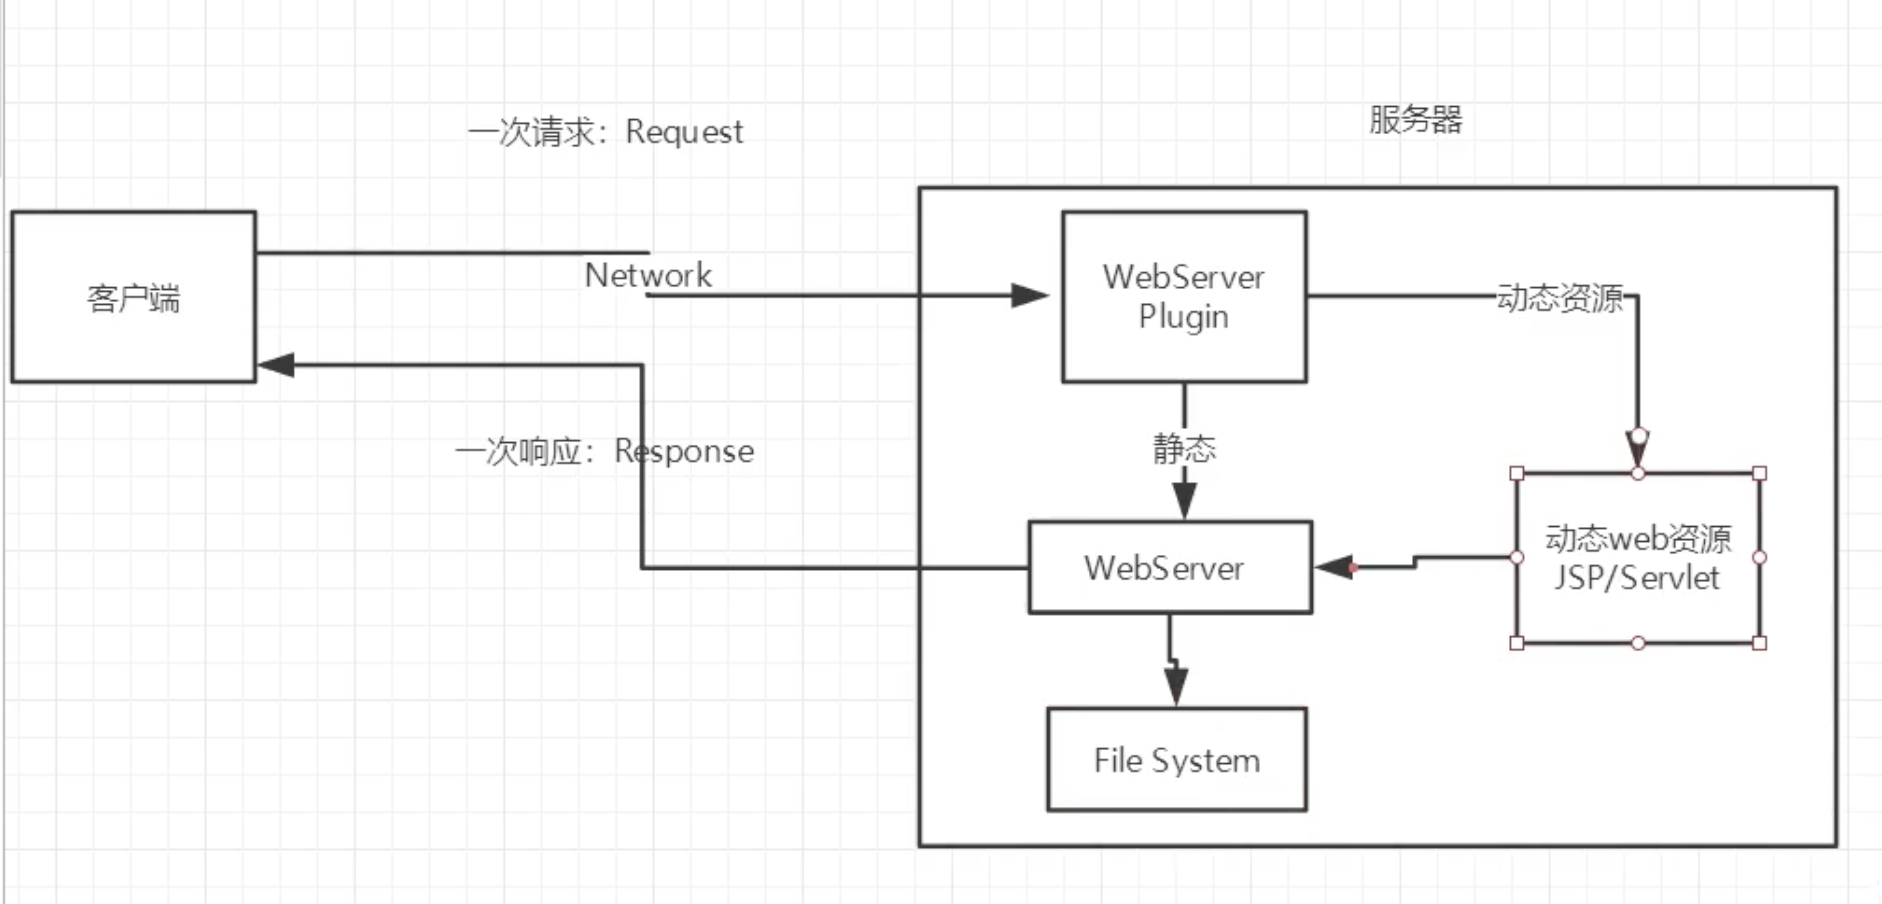 一次请求：Request
服务器
客户端
Network
WebServer
Plugin
动态资源
一次响应：Response
静态
WebServer
动态web资源
JSP/Servlet
File System